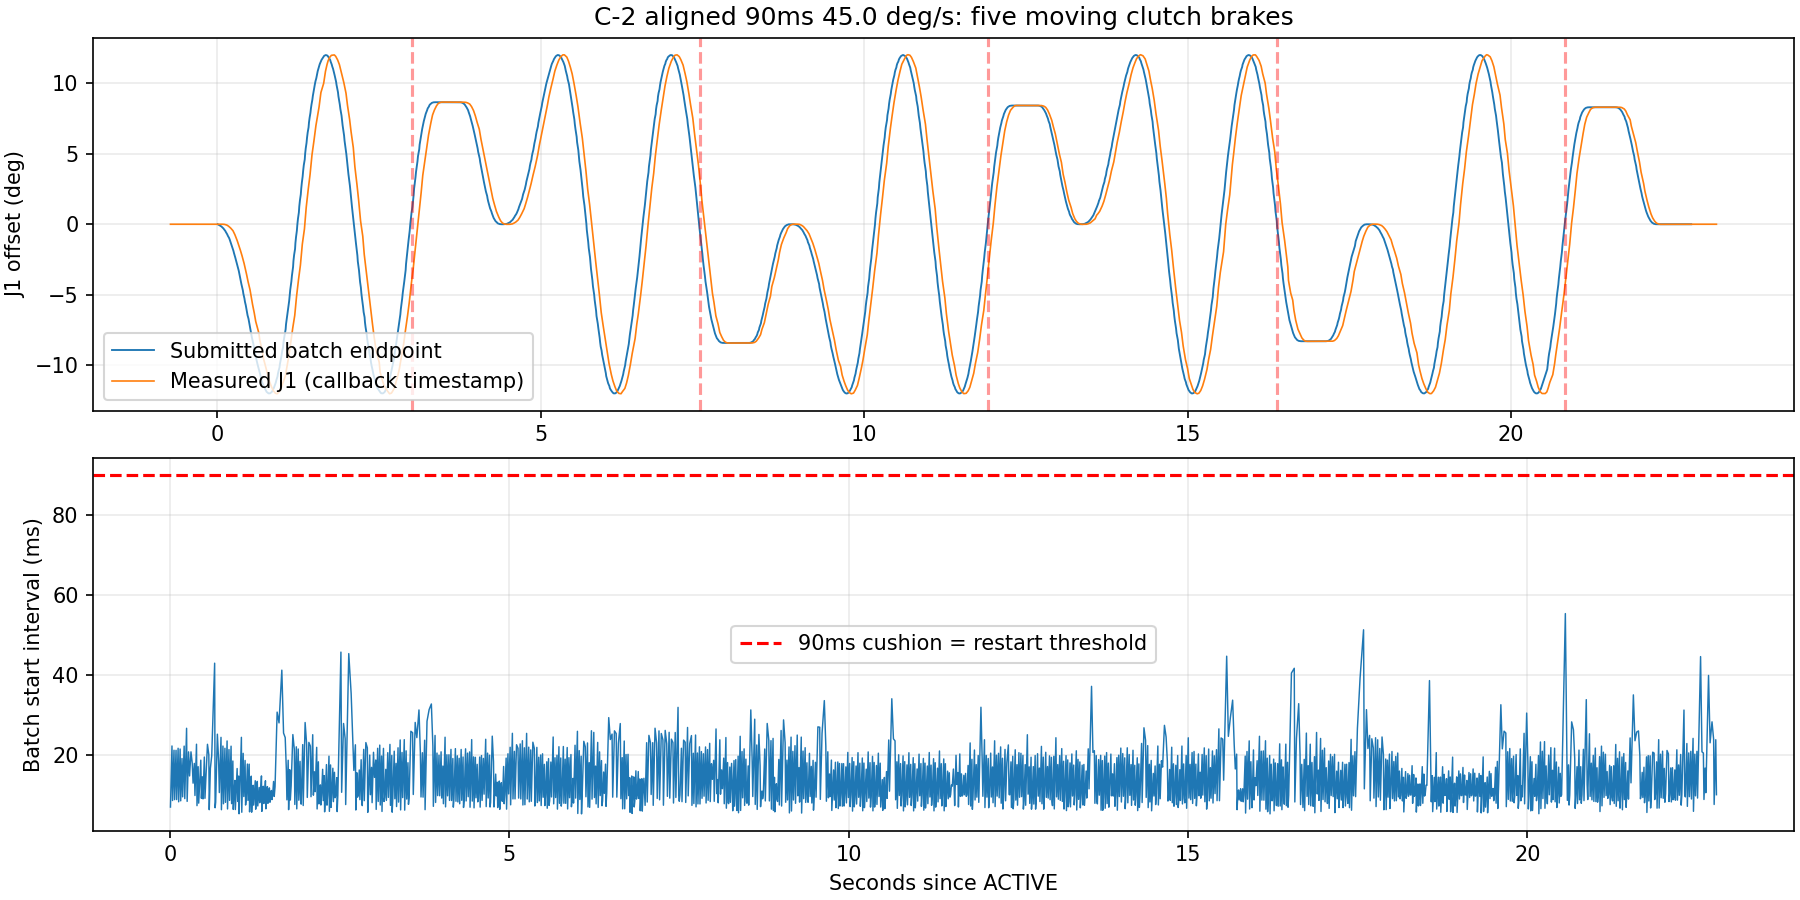 C-2 aligned 90ms 45.0 deg/s: five moving clutch brakes
J1 offset (deg)
10
5
0
−5
−10
Submitted batch endpoint
Measured J1 (callback timestamp)
0 5 10 15 20
Batch start interval (ms)
80
60
40
20
90ms cushion = restart threshold
0 5 10 15 20
Seconds since ACTIVE